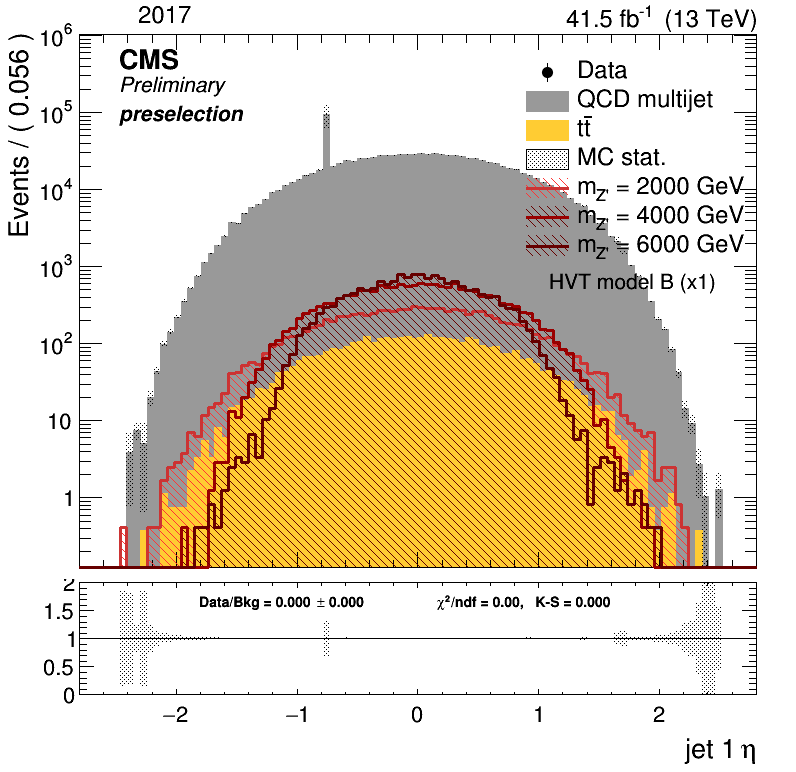 2017
41.5 fb⁻¹ (13 TeV)
Events / ( 0.056 )
10⁶
10⁵
10⁴
10³
10²
10
1
CMS
Preliminary
preselection
Data
QCD multijet
tt̄
MC stat.
m_Z' = 2000 GeV
m_Z' = 4000 GeV
m_Z' = 6000 GeV
HVT model B (x1)
2
1.5
1
0.5
0
Data/Bkg = 0.000 ± 0.000
χ²/ndf = 0.00, K-S = 0.000
−2 −1 0 1 2
jet 1 η